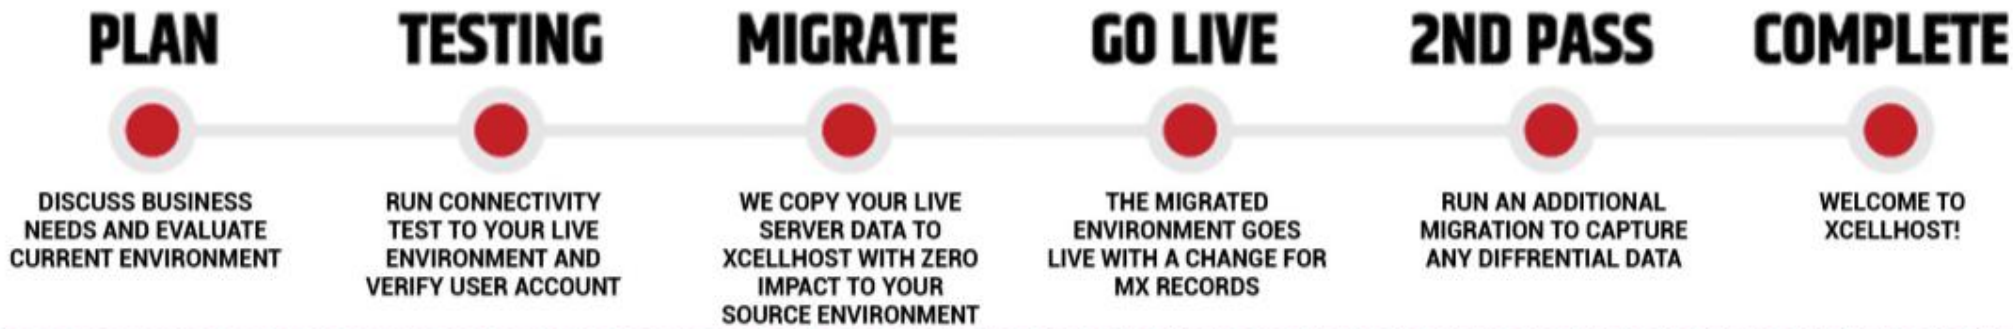 PLAN
DISCUSS BUSINESS
NEEDS AND EVALUATE
CURRENT ENVIRONMENT
TESTING
RUN CONNECTIVITY
TEST TO YOUR LIVE
ENVIRONMENT AND
VERIFY USER ACCOUNT
MIGRATE
WE COPY YOUR LIVE
SERVER DATA TO
XCELLHOST WITH ZERO
IMPACT TO YOUR
SOURCE ENVIRONMENT
GO LIVE
THE MIGRATED
ENVIRONMENT GOES
LIVE WITH A CHANGE FOR
MX RECORDS
2ND PASS
RUN AN ADDITIONAL
MIGRATION TO CAPTURE
ANY DIFFRENTIAL DATA
COMPLETE
WELCOME TO
XCELLHOST!